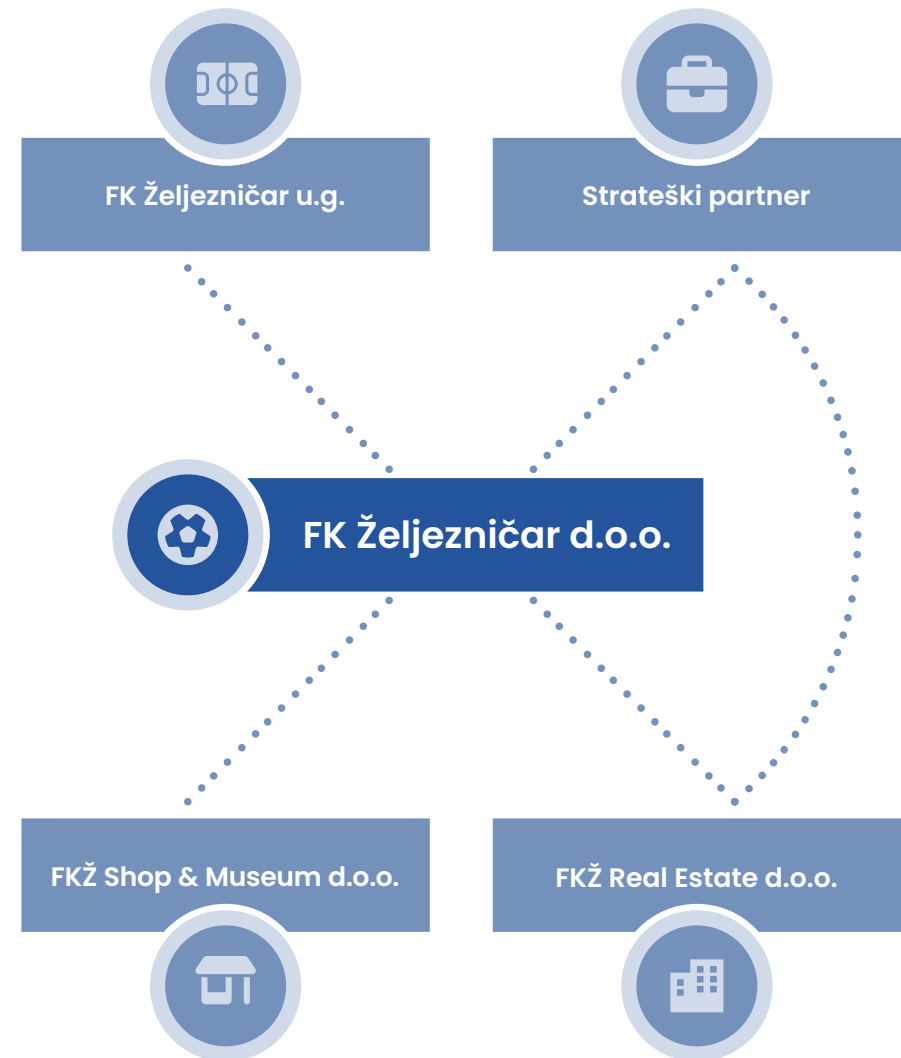 FK Željezničar u.g.
Strateški partner
FK Željezničar d.o.o.
FKŽ Shop & Museum d.o.o.
FKŽ Real Estate d.o.o.